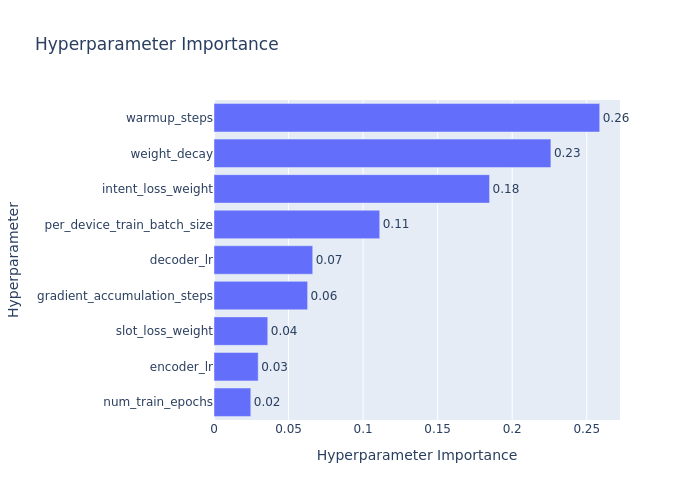 Hyperparameter Importance
Hyperparameter
warmup_steps 0.26
weight_decay 0.23
intent_loss_weight 0.18
per_device_train_batch_size 0.11
decoder_lr 0.07
gradient_accumulation_steps 0.06
slot_loss_weight 0.04
encoder_lr 0.03
num_train_epochs 0.02
0 0.05 0.1 0.15 0.2 0.25
Hyperparameter Importance